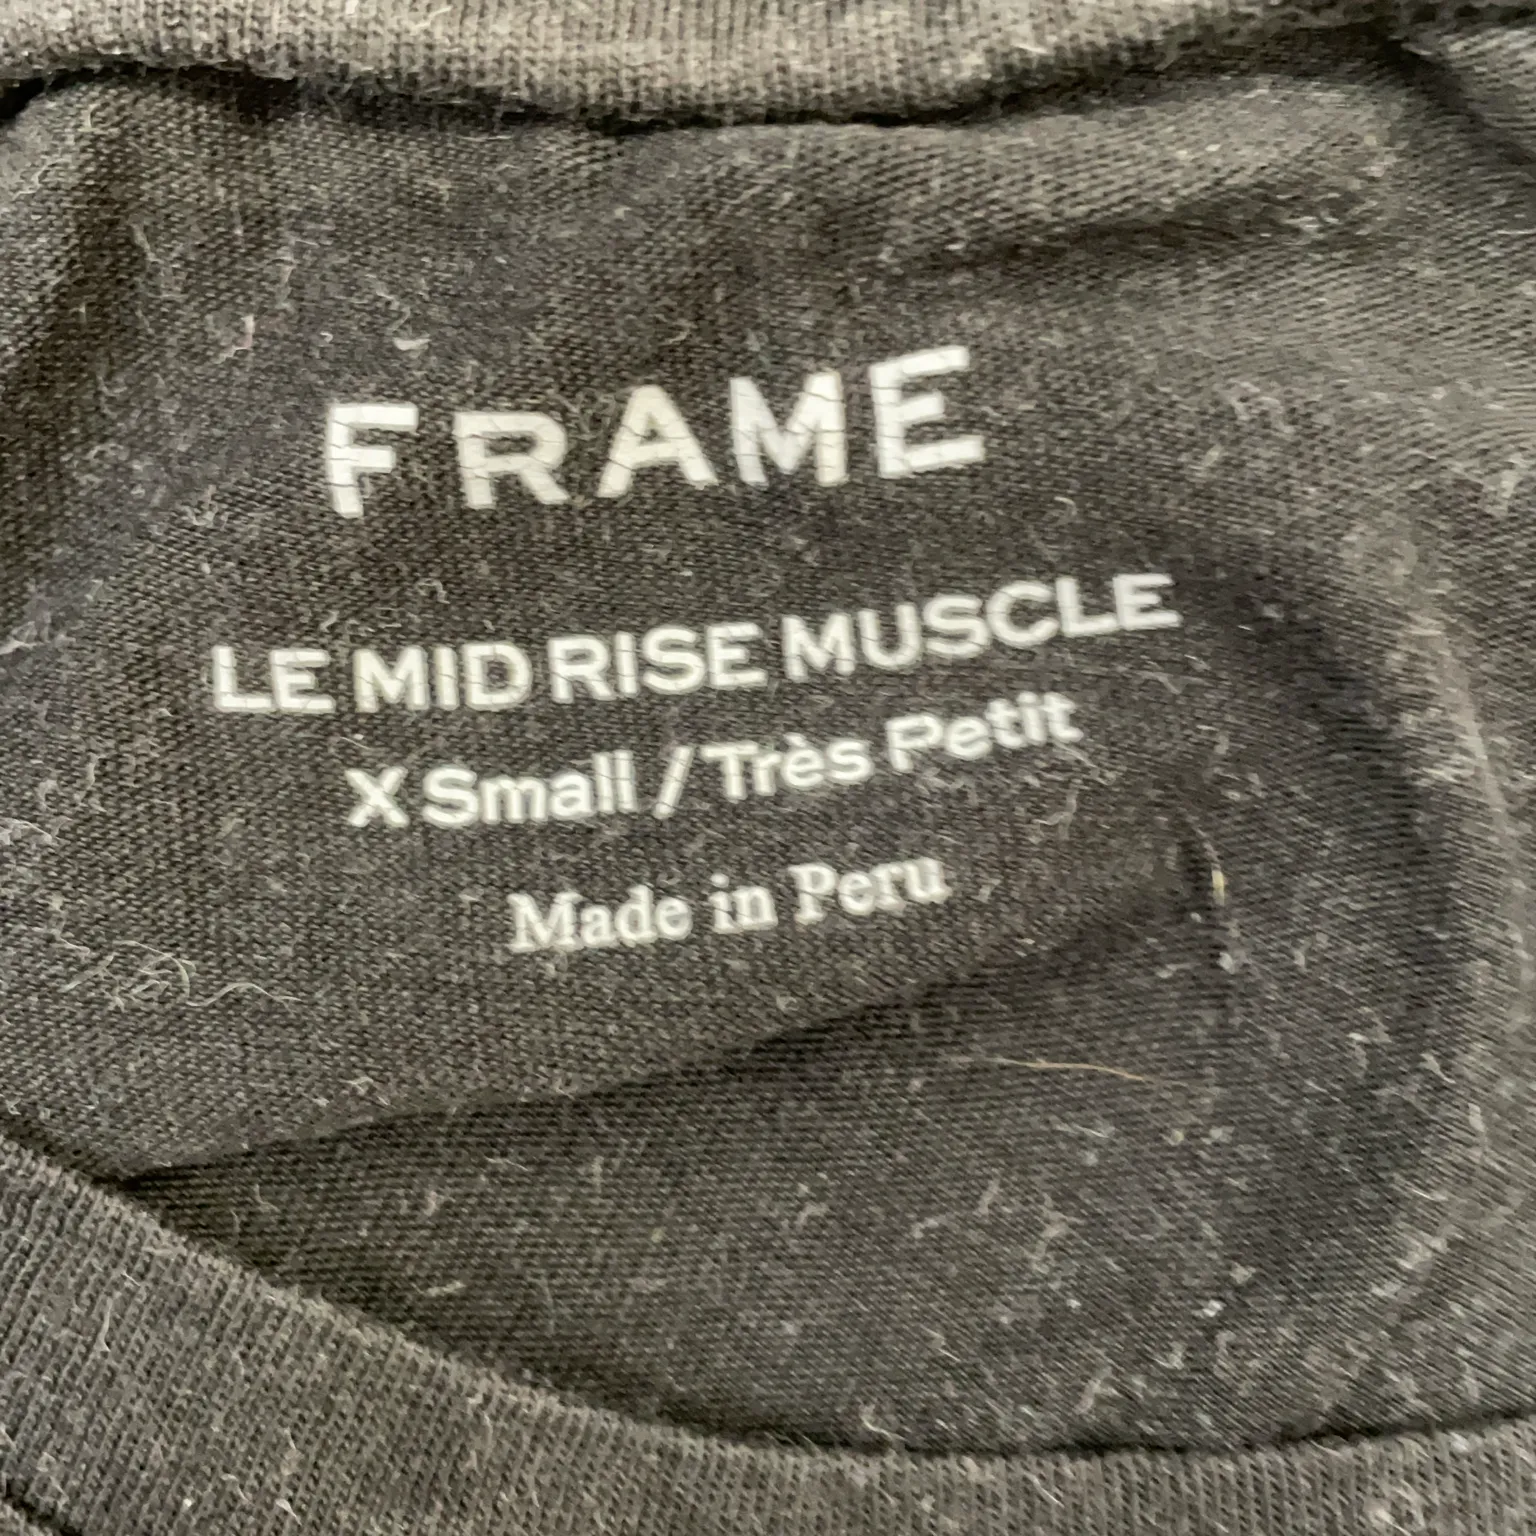 FRAME
LE MID RISE MUSCLE
X Small / Très Petit
Made in Peru